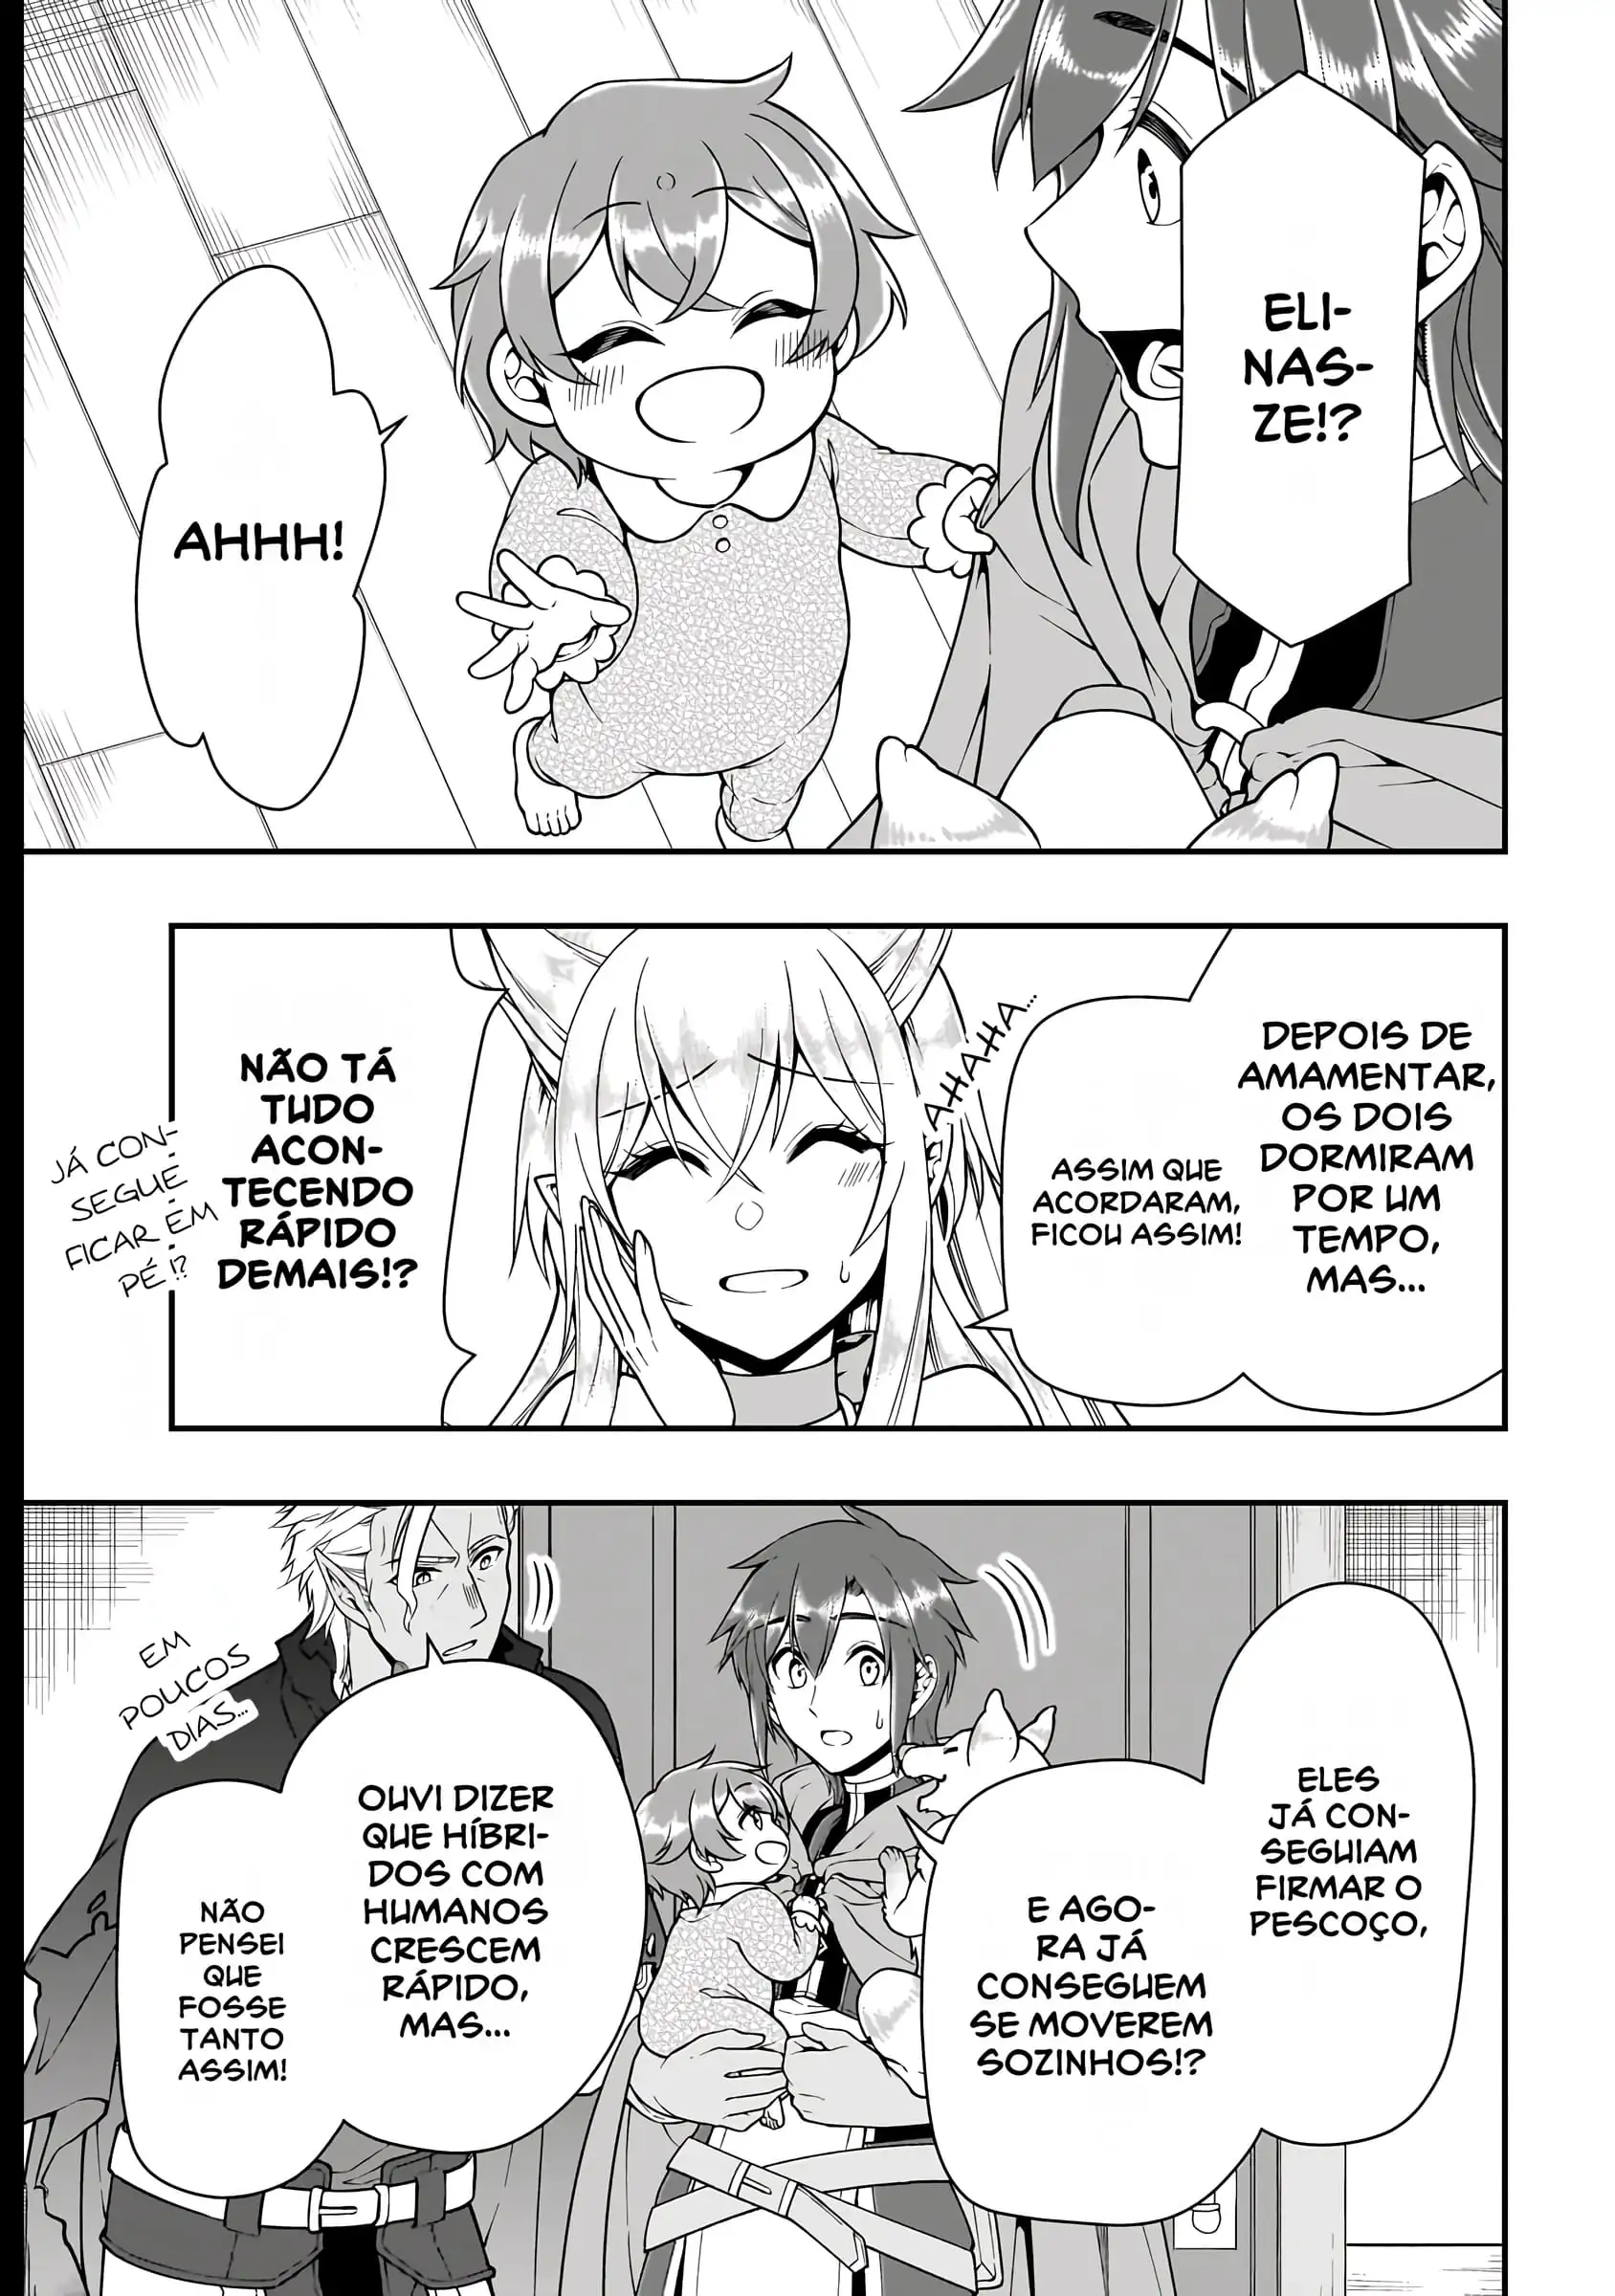 ELI-
NAS-
ZE!?
AHHH!
DEPOIS DE
AMAMENTAR,
OS DOIS
DORMIRAM
POR UM
TEMPO,
MAS...
ASSIM QUE
ACORDARAM,
FICOU ASSIM!
AHÁHA...
NÃO TÁ
TUDO
ACON-
TECENDO
RÁPIDO
DEMAIS!?
JÁ CON-
SEGUE
FICAR EM
PÉ!?
ELES
JÁ CON-
SEGUIAM
FIRMAR O
PESCOÇO,
E AGO-
RA JÁ
CONSEGUEM
SE MOVEREM
SOZINHOS!?
OUVI DIZER
QUE HÍBRI-
DOS COM
HUMANOS
CRESCEM
RÁPIDO,
MAS...
NÃO
PENSEI
QUE
FOSSE
TANTO
ASSIM!
EM
POUCOS
DIAS...